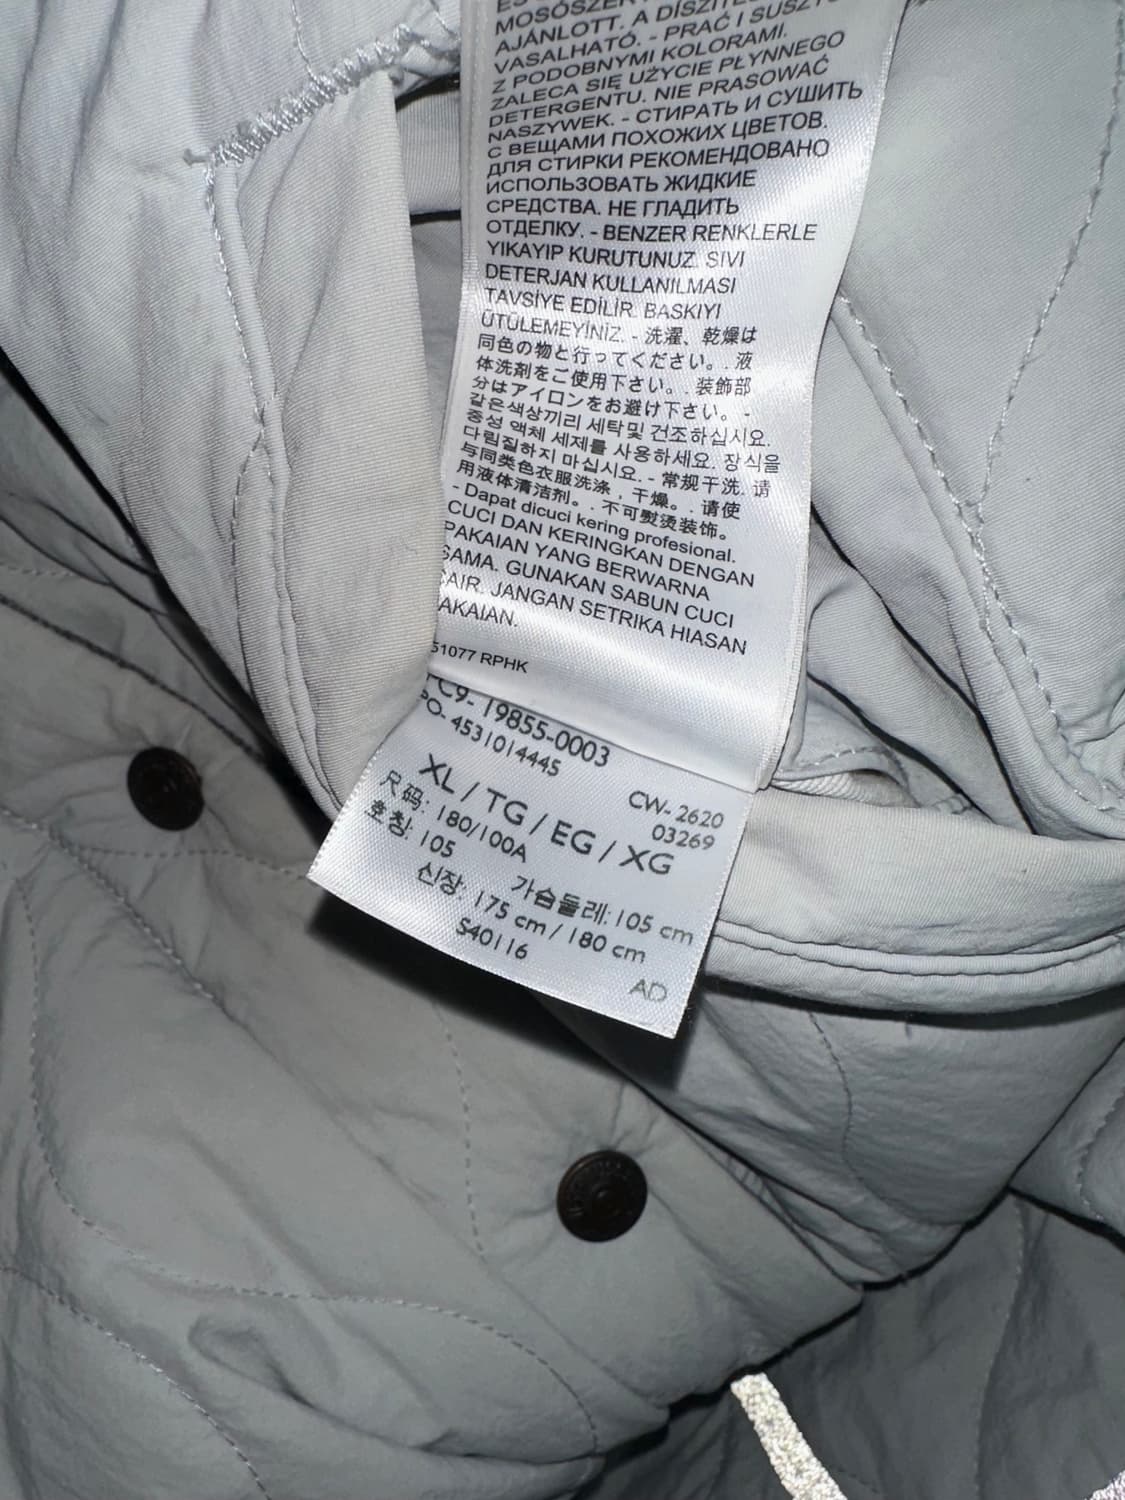 MOSÓSZER
AJÁNLOTT. A DÍSZÍTÉ
VASALHATÓ. - PRAĆ I SUSZYĆ
Z PODOBNYMI KOLORAMI.
ZALECA SIĘ UŻYCIE PŁYNNEGO
DETERGENTU. NIE PRASOWAĆ
NASZYWEK. - СТИРАТЬ И СУШИТЬ
С ВЕЩАМИ ПОХОЖИХ ЦВЕТОВ.
ДЛЯ СТИРКИ РЕКОМЕНДОВАНО
ИСПОЛЬЗОВАТЬ ЖИДКИЕ
СРЕДСТВА. НЕ ГЛАДИТЬ
ОТДЕЛКУ. - BENZER RENKLERLE
YIKAYIP KURUTUNUZ. SIVI
DETERJAN KULLANILMASI
TAVSİYE EDİLİR. BASKIYI
ÜTÜLEMEYİNİZ. - 洗濯、乾燥は
同色の物と行ってください。. 液
体洗剤をご使用下さい。. 装飾部
分はアイロンをお避け下さい。 -
같은색상끼리 세탁및 건조하십시요.
중성 액체 세제를 사용하세요. 장식을
다림질하지 마십시요. - 常规干洗. 请
与同类色衣服洗涤，干燥。. 请使
用液体清洁剂。. 不可熨烫装饰。
- Dapat dicuci kering profesional.
CUCI DAN KERINGKAN DENGAN
PAKAIAN YANG BERWARNA
SAMA. GUNAKAN SABUN CUCI
CAIR. JANGAN SETRIKA HIASAN
PAKAIAN.
51077 RPHK
PC9- 19855-0003
PO- 4531014445
CW- 2620
03269
XL / TG / EG / XG
尺码: 180/100A
호칭: 105
가슴둘레: 105 cm
신장: 175 cm / 180 cm
S40116
AD